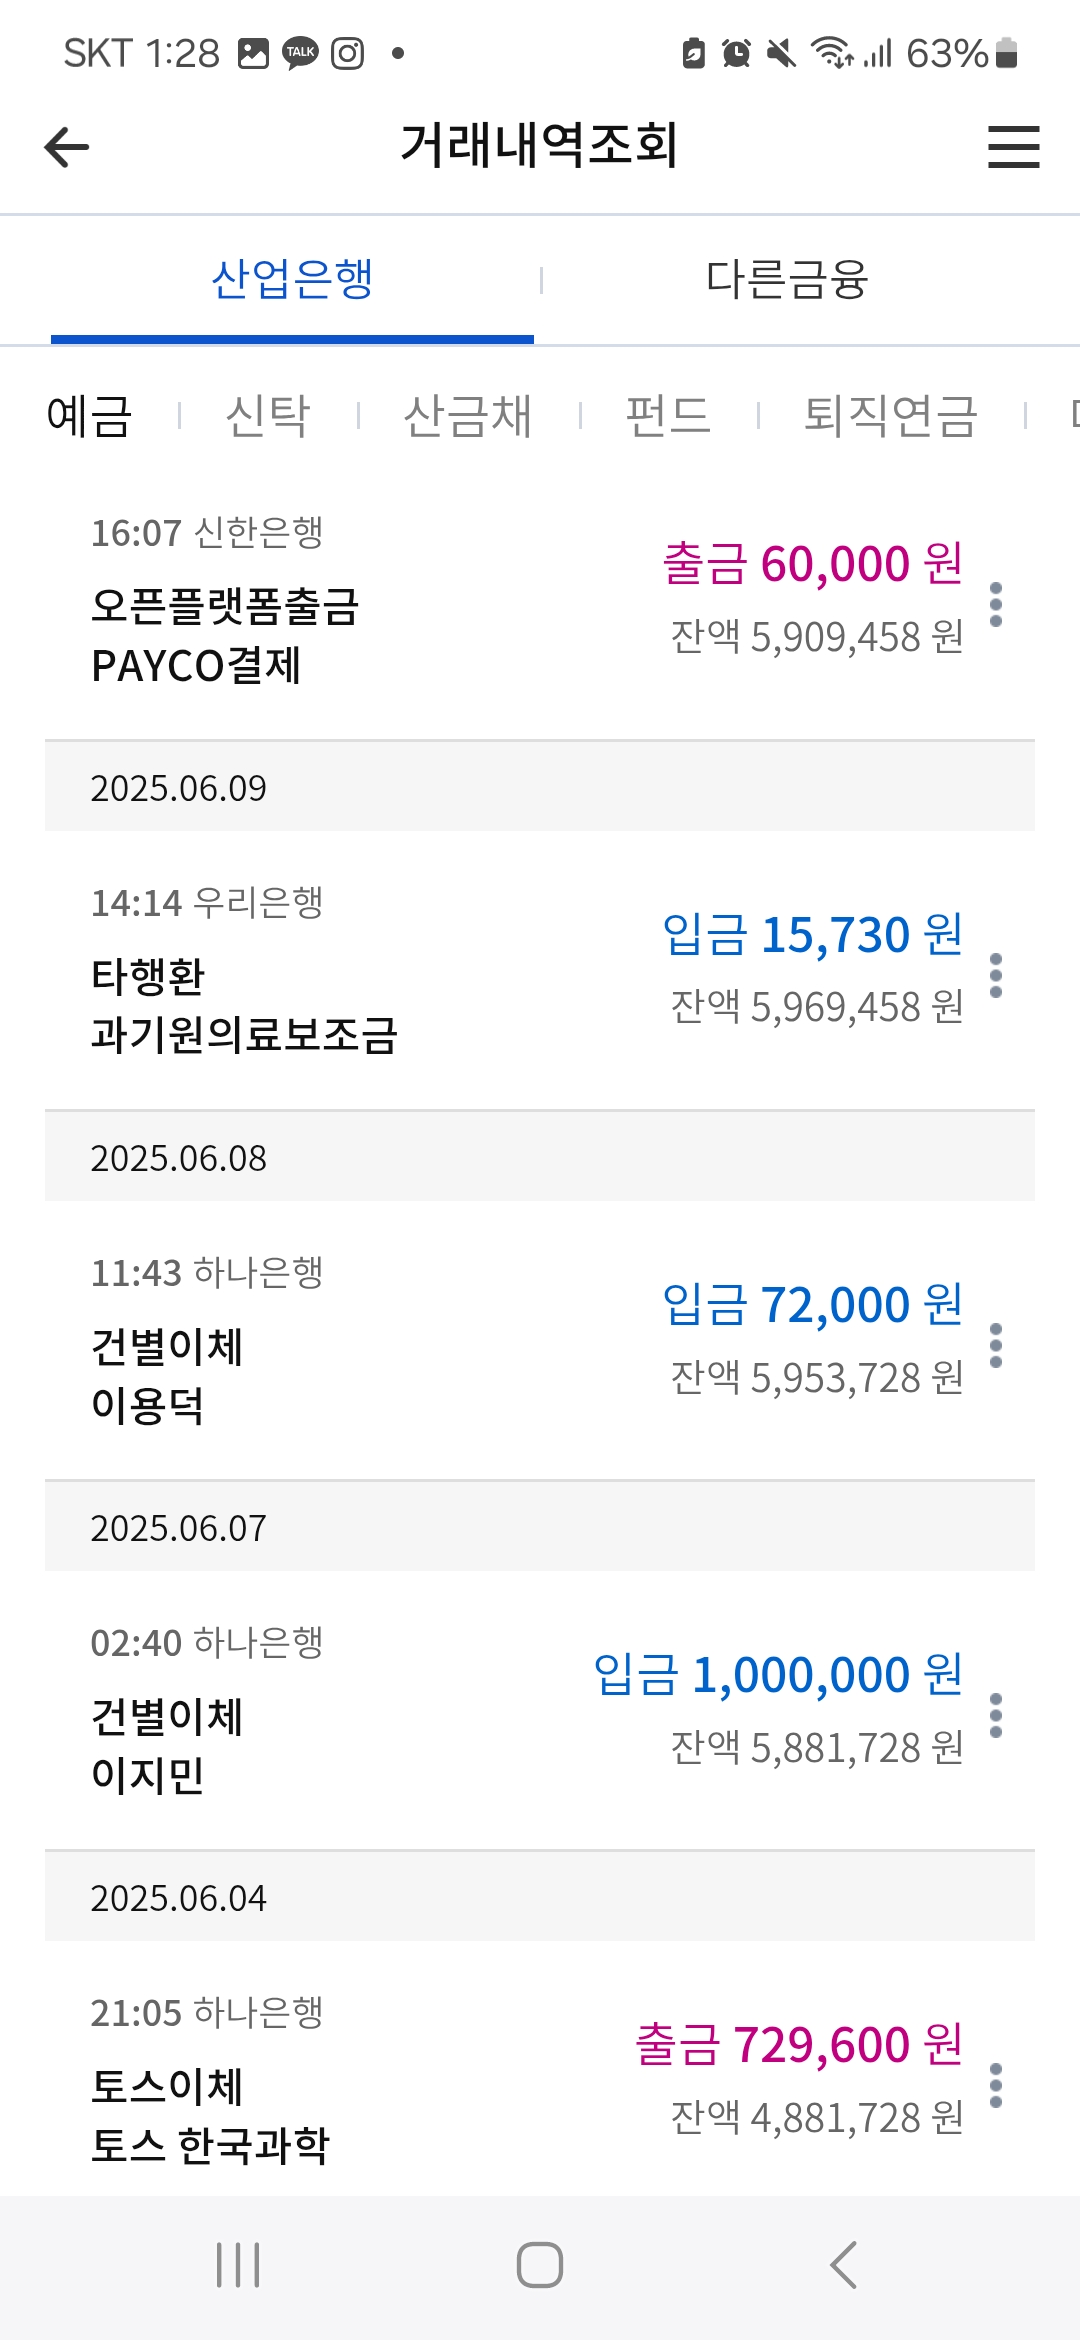 SKT 1:28 TALK 63%
거래내역조회
산업은행 다른금융
예금 신탁 산금채 펀드 퇴직연금
16:07 신한은행
출금 60,000 원
오픈플랫폼출금
잔액 5,909,458 원
PAYCO결제
2025.06.09
14:14 우리은행
입금 15,730 원
타행환
잔액 5,969,458 원
과기원의료보조금
2025.06.08
11:43 하나은행
입금 72,000 원
건별이체
잔액 5,953,728 원
이용덕
2025.06.07
02:40 하나은행
입금 1,000,000 원
건별이체
잔액 5,881,728 원
이지민
2025.06.04
21:05 하나은행
출금 729,600 원
토스이체
잔액 4,881,728 원
토스 한국과학